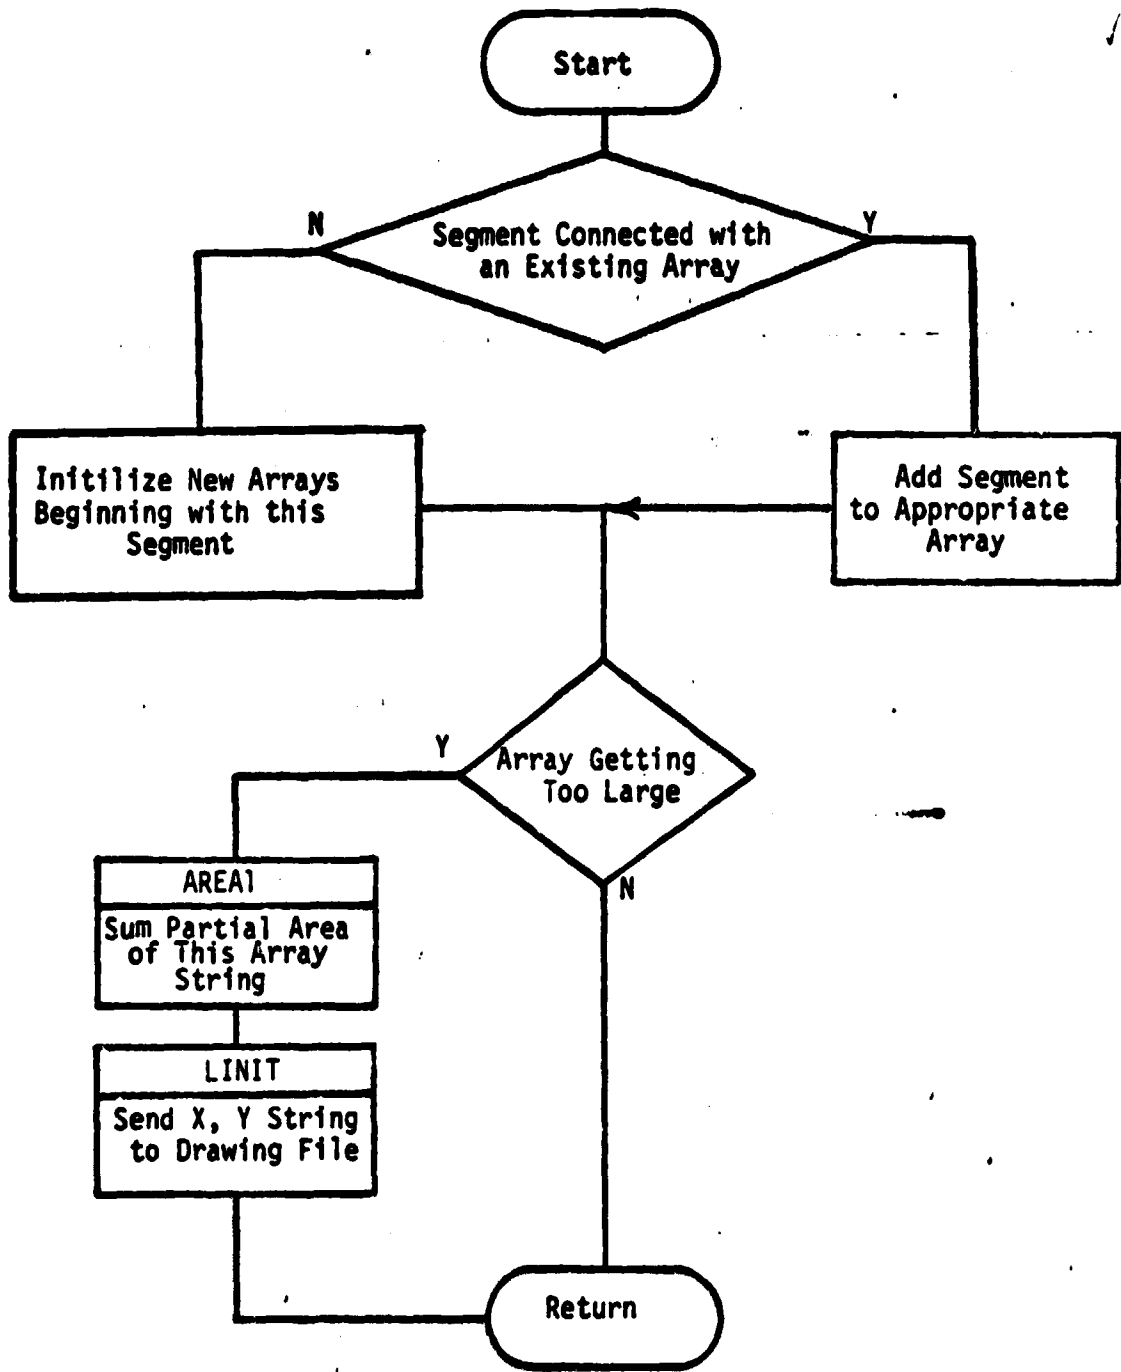 Start
N
Y
Segment Connected with
an Existing Array
Initilize New Arrays
Beginning with this
Segment
Add Segment
to Appropriate
Array
Y
Array Getting
Too Large
N
AREA1
Sum Partial Area
of This Array
String
LINIT
Send X, Y String
to Drawing File
Return